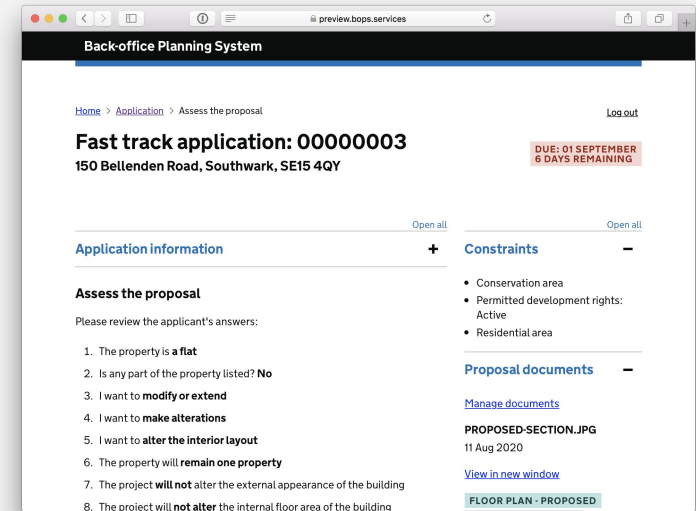 preview.bops.services
Back-office Planning System
Home > Application > Assess the proposal
Log out
Fast track application: 00000003
150 Bellenden Road, Southwark, SE15 4QY
DUE: 01 SEPTEMBER
6 DAYS REMAINING
Open all
Application information
Assess the proposal
Please review the applicant's answers:
1. The property is a flat
2. Is any part of the property listed? No
3. I want to modify or extend
4. I want to make alterations
5. I want to alter the interior layout
6. The property will remain one property
7. The project will not alter the external appearance of the building
8. The project will not alter the internal floor area of the building
Open all
Constraints
Conservation area
Permitted development rights:
Active
Residential area
Proposal documents
Manage documents
PROPOSED-SECTION.JPG
11 Aug 2020
View in new window
FLOOR PLAN - PROPOSED